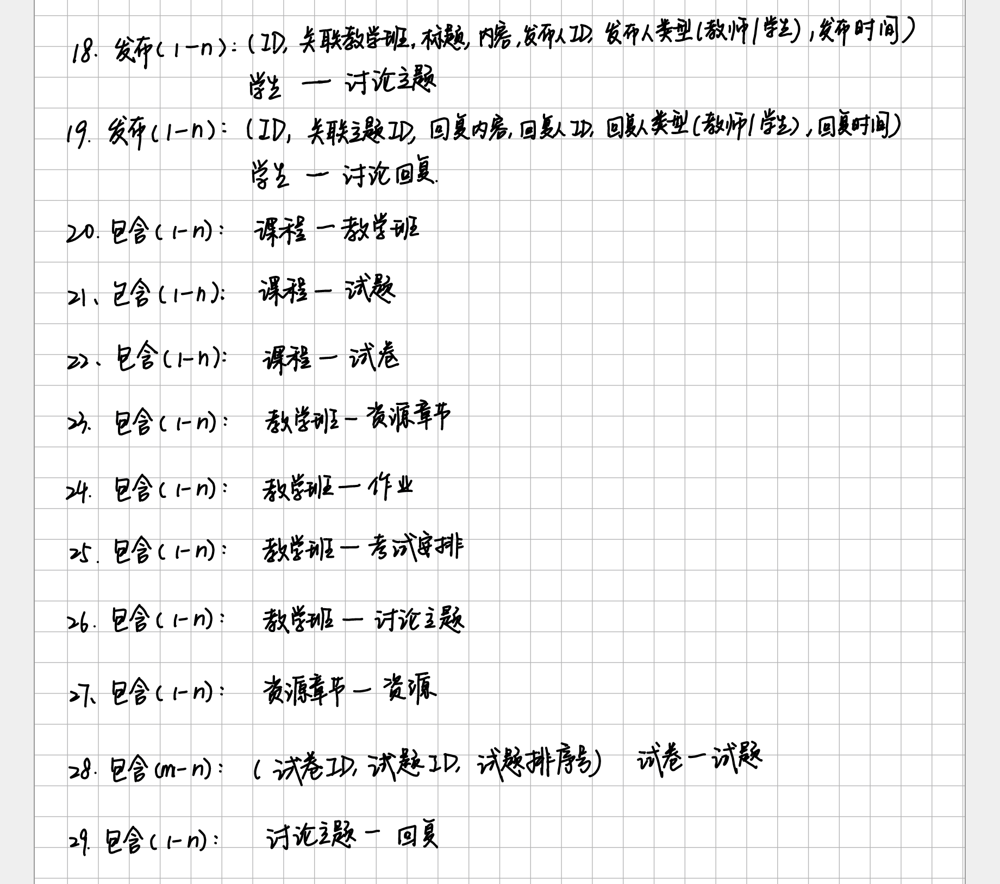 18. 发布(1-n):(ID, 关联教学班, 标题, 内容, 发布人ID, 发布人类型(教师/学生), 发布时间)
学生 — 讨论主题
19. 发布(1-n): (ID, 关联主题ID, 回复内容, 回复人ID, 回复人类型(教师/学生), 回复时间)
学生 — 讨论回复.
20. 包含(1-n): 课程 — 教学班
21、包含(1-n): 课程 — 试题
22、包含(1-n): 课程 — 试卷
23. 包含(1-n): 教学班 — 资源章节
24. 包含(1-n): 教学班 — 作业
25. 包含(1-n): 教学班 — 考试安排
26. 包含(1-n): 教学班 — 讨论主题
27、包含(1-n): 资源章节 — 资源
28. 包含(m-n): (试卷ID, 试题ID, 试题排序号) 试卷 — 试题
29. 包含(1-n): 讨论主题 — 回复